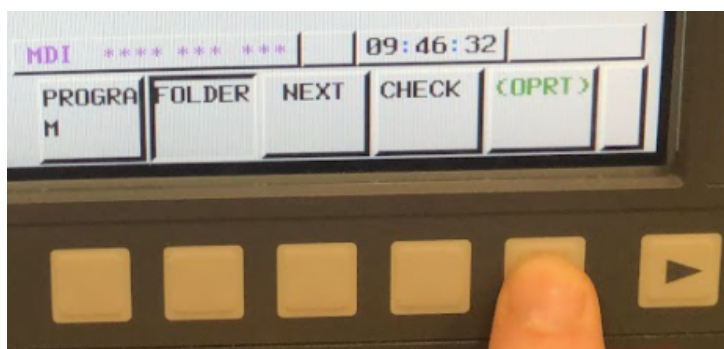 MDI **** *** *** 09:46:32
PROGRA FOLDER NEXT CHECK (OPRT)
M